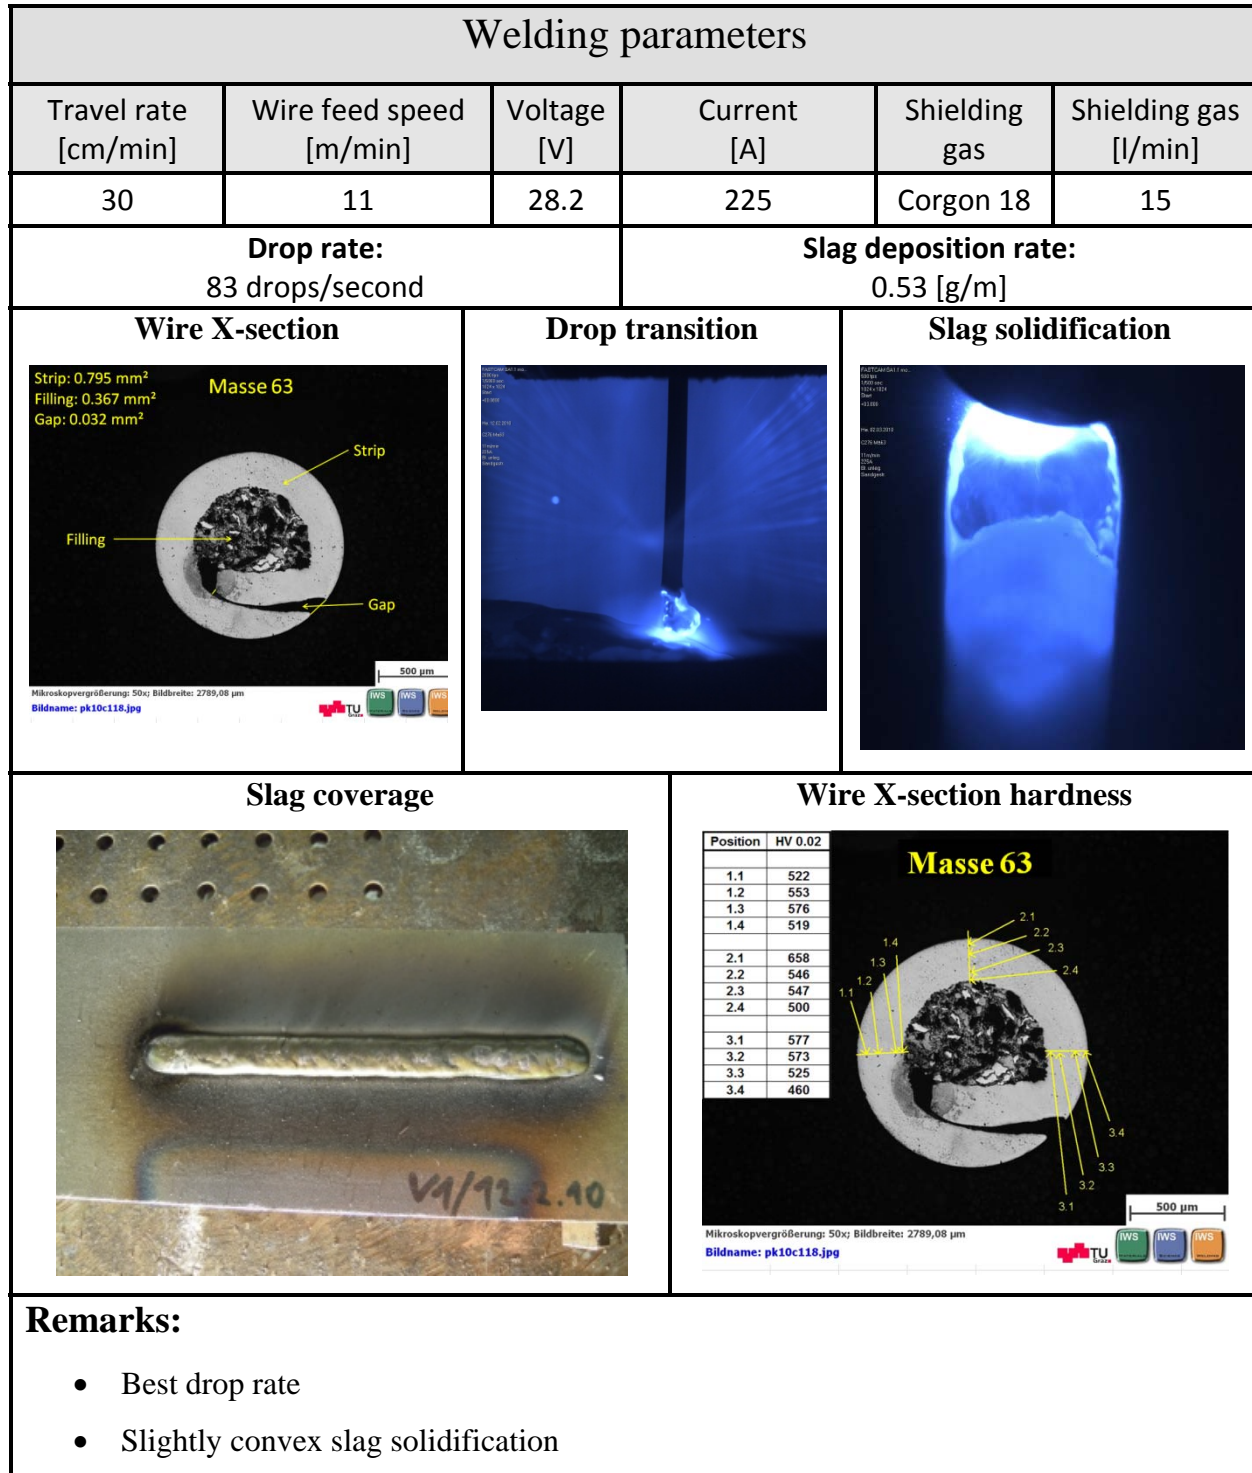 Welding parameters
Travel rate [cm/min]
Wire feed speed [m/min]
Voltage [V]
Current [A]
Shielding gas
Shielding gas [l/min]
30
11
28.2
225
Corgon 18
15
Drop rate:
83 drops/second
Slag deposition rate:
0.53 [g/m]
Wire X-section
Drop transition
Slag solidification
Strip: 0.795 mm²
Filling: 0.367 mm²
Gap: 0.032 mm²
Masse 63
Strip
Filling
Gap
500 µm
Mikroskopvergrößerung: 50x; Bildbreite: 2789,08 µm
Bildname: pk10c118.jpg
TU
Graz
IWS
IWS
IWS
Slag coverage
Wire X-section hardness
V1/12.2.10
Position HV 0.02
1.1 522
1.2 553
1.3 576
1.4 519
2.1 658
2.2 546
2.3 547
2.4 500
3.1 577
3.2 573
3.3 525
3.4 460
Masse 63
2.1
2.2
2.3
2.4
1.4
1.3
1.2
1.1
3.4
3.3
3.2
3.1
500 µm
Mikroskopvergrößerung: 50x; Bildbreite: 2789,08 µm
Bildname: pk10c118.jpg
TU
Graz
IWS
IWS
IWS
Remarks:
• Best drop rate
• Slightly convex slag solidification